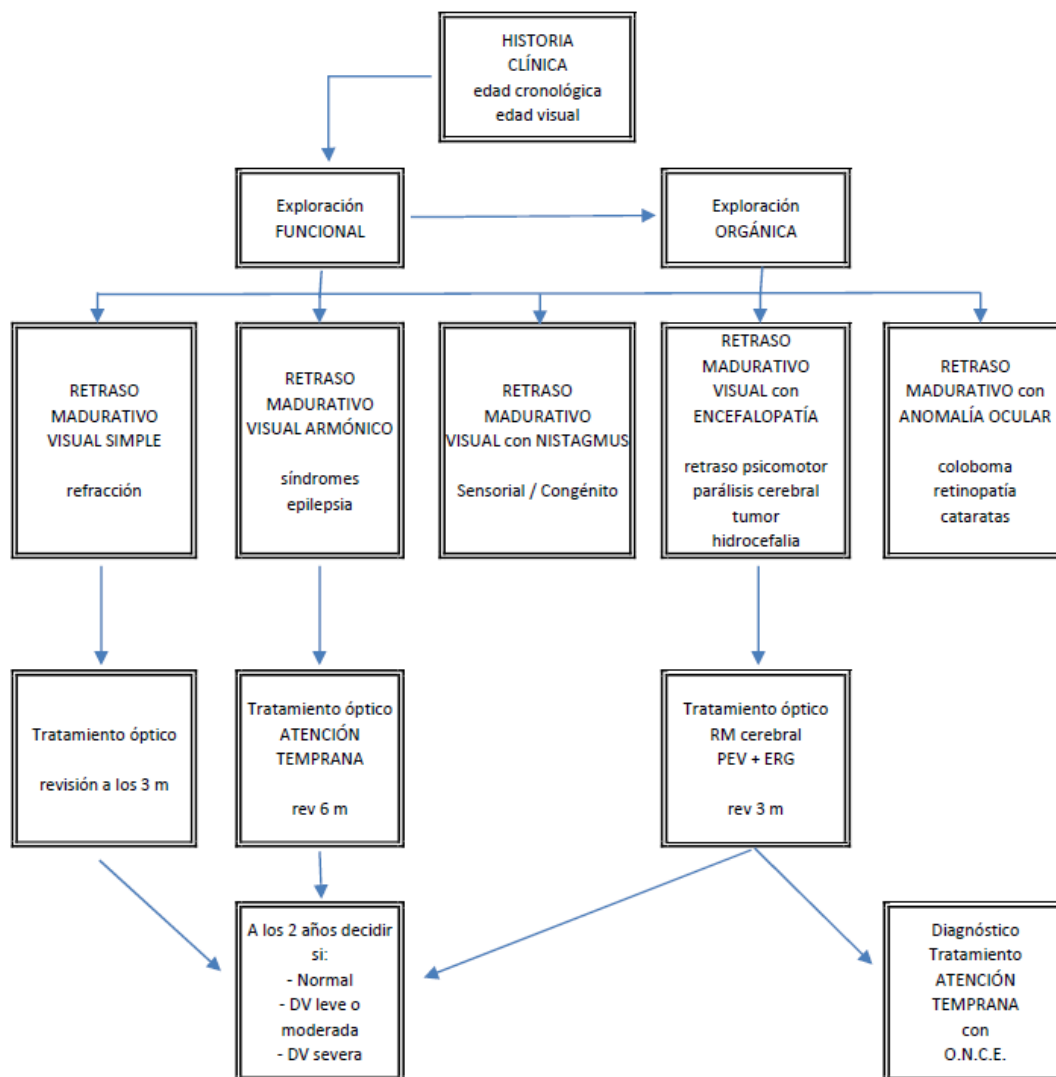 HISTORIA
CLÍNICA
edad cronológica
edad visual
Exploración
FUNCIONAL
Exploración
ORGÁNICA
RETRASO
MADURATIVO
VISUAL SIMPLE
refracción
RETRASO
MADURATIVO
VISUAL ARMÓNICO
síndromes
epilepsia
RETRASO
MADURATIVO
VISUAL con NISTAGMUS
Sensorial / Congénito
RETRASO
MADURATIVO
VISUAL con
ENCEFALOPATÍA
retraso psicomotor
parálisis cerebral
tumor
hidrocefalia
RETRASO
MADURATIVO con
ANOMALÍA OCULAR
coloboma
retinopatía
cataratas
Tratamiento óptico
revisión a los 3 m
Tratamiento óptico
ATENCIÓN
TEMPRANA
rev 6 m
Tratamiento óptico
RM cerebral
PEV + ERG
rev 3 m
A los 2 años decidir
si:
- Normal
- DV leve o
moderada
- DV severa
Diagnóstico
Tratamiento
ATENCIÓN
TEMPRANA
con
O.N.C.E.